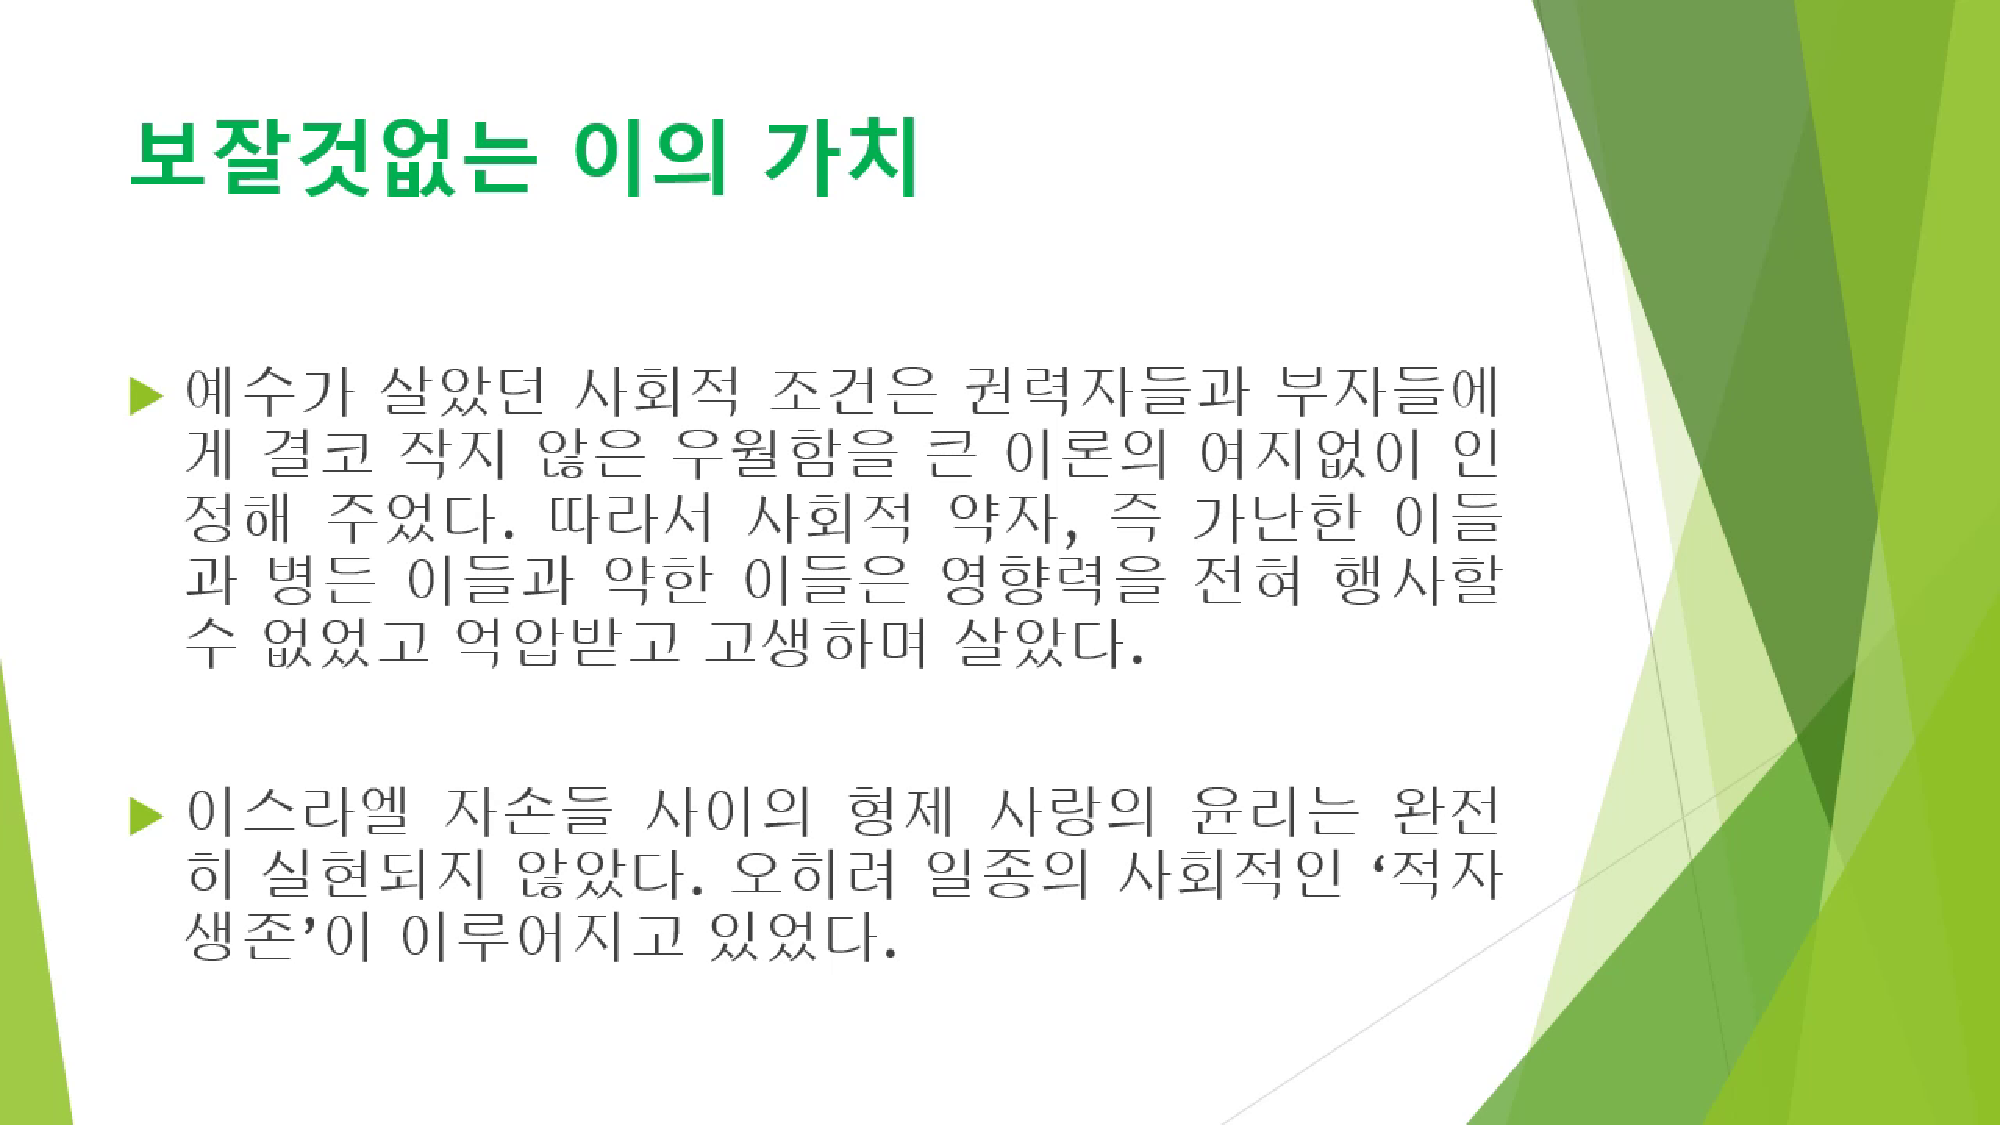 보잘것없는 이의 가치
예수가 살았던 사회적 조건은 권력자들과 부자들에
게 결코 작지 않은 우월함을 큰 이론의 여지없이 인
정해 주었다. 따라서 사회적 약자, 즉 가난한 이들
과 병든 이들과 약한 이들은 영향력을 전혀 행사할
수 없었고 억압받고 고생하며 살았다.
이스라엘 자손들 사이의 형제 사랑의 윤리는 완전
히 실현되지 않았다. 오히려 일종의 사회적인 ‘적자
생존’이 이루어지고 있었다.